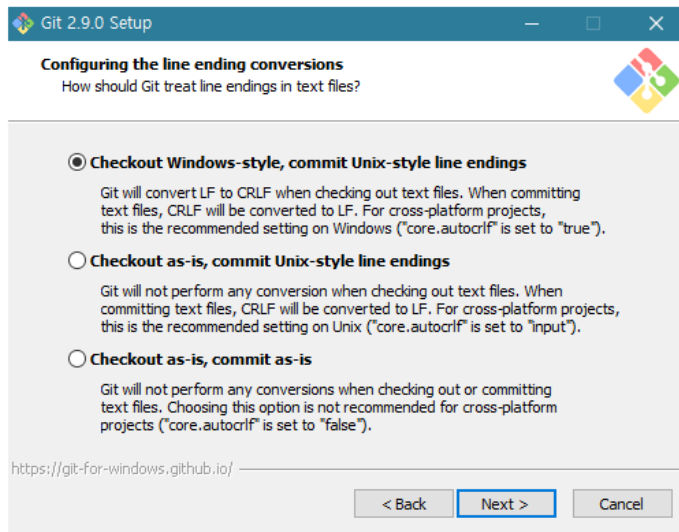 Git 2.9.0 Setup
Configuring the line ending conversions
How should Git treat line endings in text files?
Checkout Windows-style, commit Unix-style line endings
Git will convert LF to CRLF when checking out text files. When committing
text files, CRLF will be converted to LF. For cross-platform projects,
this is the recommended setting on Windows ("core.autocrlf" is set to "true").
Checkout as-is, commit Unix-style line endings
Git will not perform any conversion when checking out text files. When
committing text files, CRLF will be converted to LF. For cross-platform projects,
this is the recommended setting on Unix ("core.autocrlf" is set to "input").
Checkout as-is, commit as-is
Git will not perform any conversions when checking out or committing
text files. Choosing this option is not recommended for cross-platform
projects ("core.autocrlf" is set to "false").
https://git-for-windows.github.io/
< Back Next > Cancel